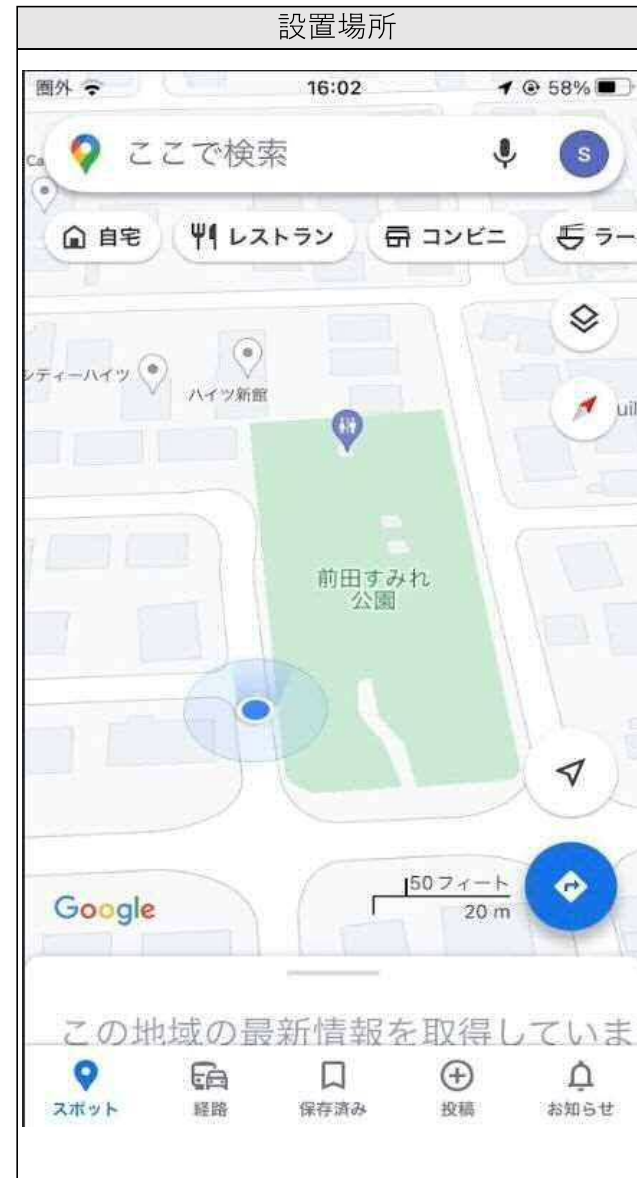 設置場所
圏外 16:02 58%
Ca
ここで検索 S
自宅 レストラン コンビニ ラー
シティーハイツ
ハイツ新館
uil
前田すみれ
公園
50 フィート
Google
20 m
この地域の最新情報を取得していま
スポット 経路 保存済み 投稿 お知らせ